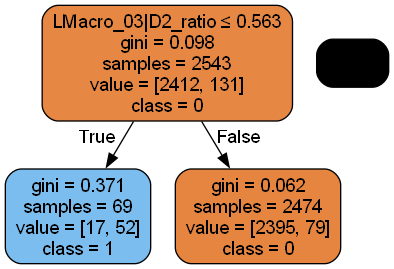 LMacro_03|D2_ratio ≤ 0.563
gini = 0.098
samples = 2543
value = [2412, 131]
class = 0
True
False
gini = 0.371
samples = 69
value = [17, 52]
class = 1
gini = 0.062
samples = 2474
value = [2395, 79]
class = 0